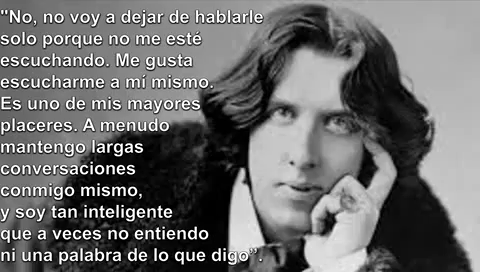 "No, no voy a dejar de hablarle
solo porque no me esté
escuchando. Me gusta
escucharme a mí mismo.
Es uno de mis mayores
placeres. A menudo
mantengo largas
conversaciones
conmigo mismo,
y soy tan inteligente
que a veces no entiendo
ni una palabra de lo que digo”.